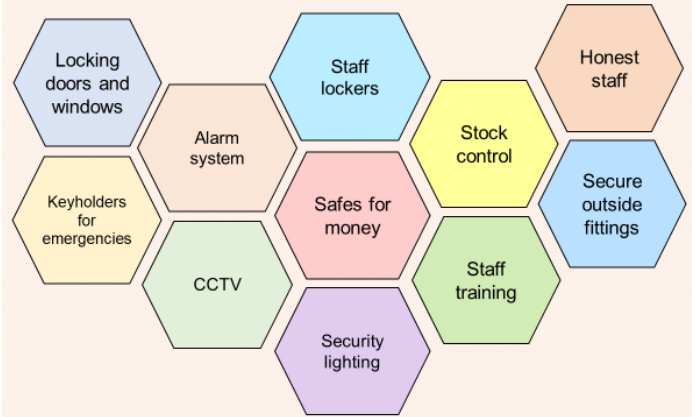 Locking
doors and
windows
Keyholders
for
emergencies
Alarm
system
CCTV
Staff
lockers
Safes for
money
Security
lighting
Stock
control
Staff
training
Honest
staff
Secure
outside
fittings